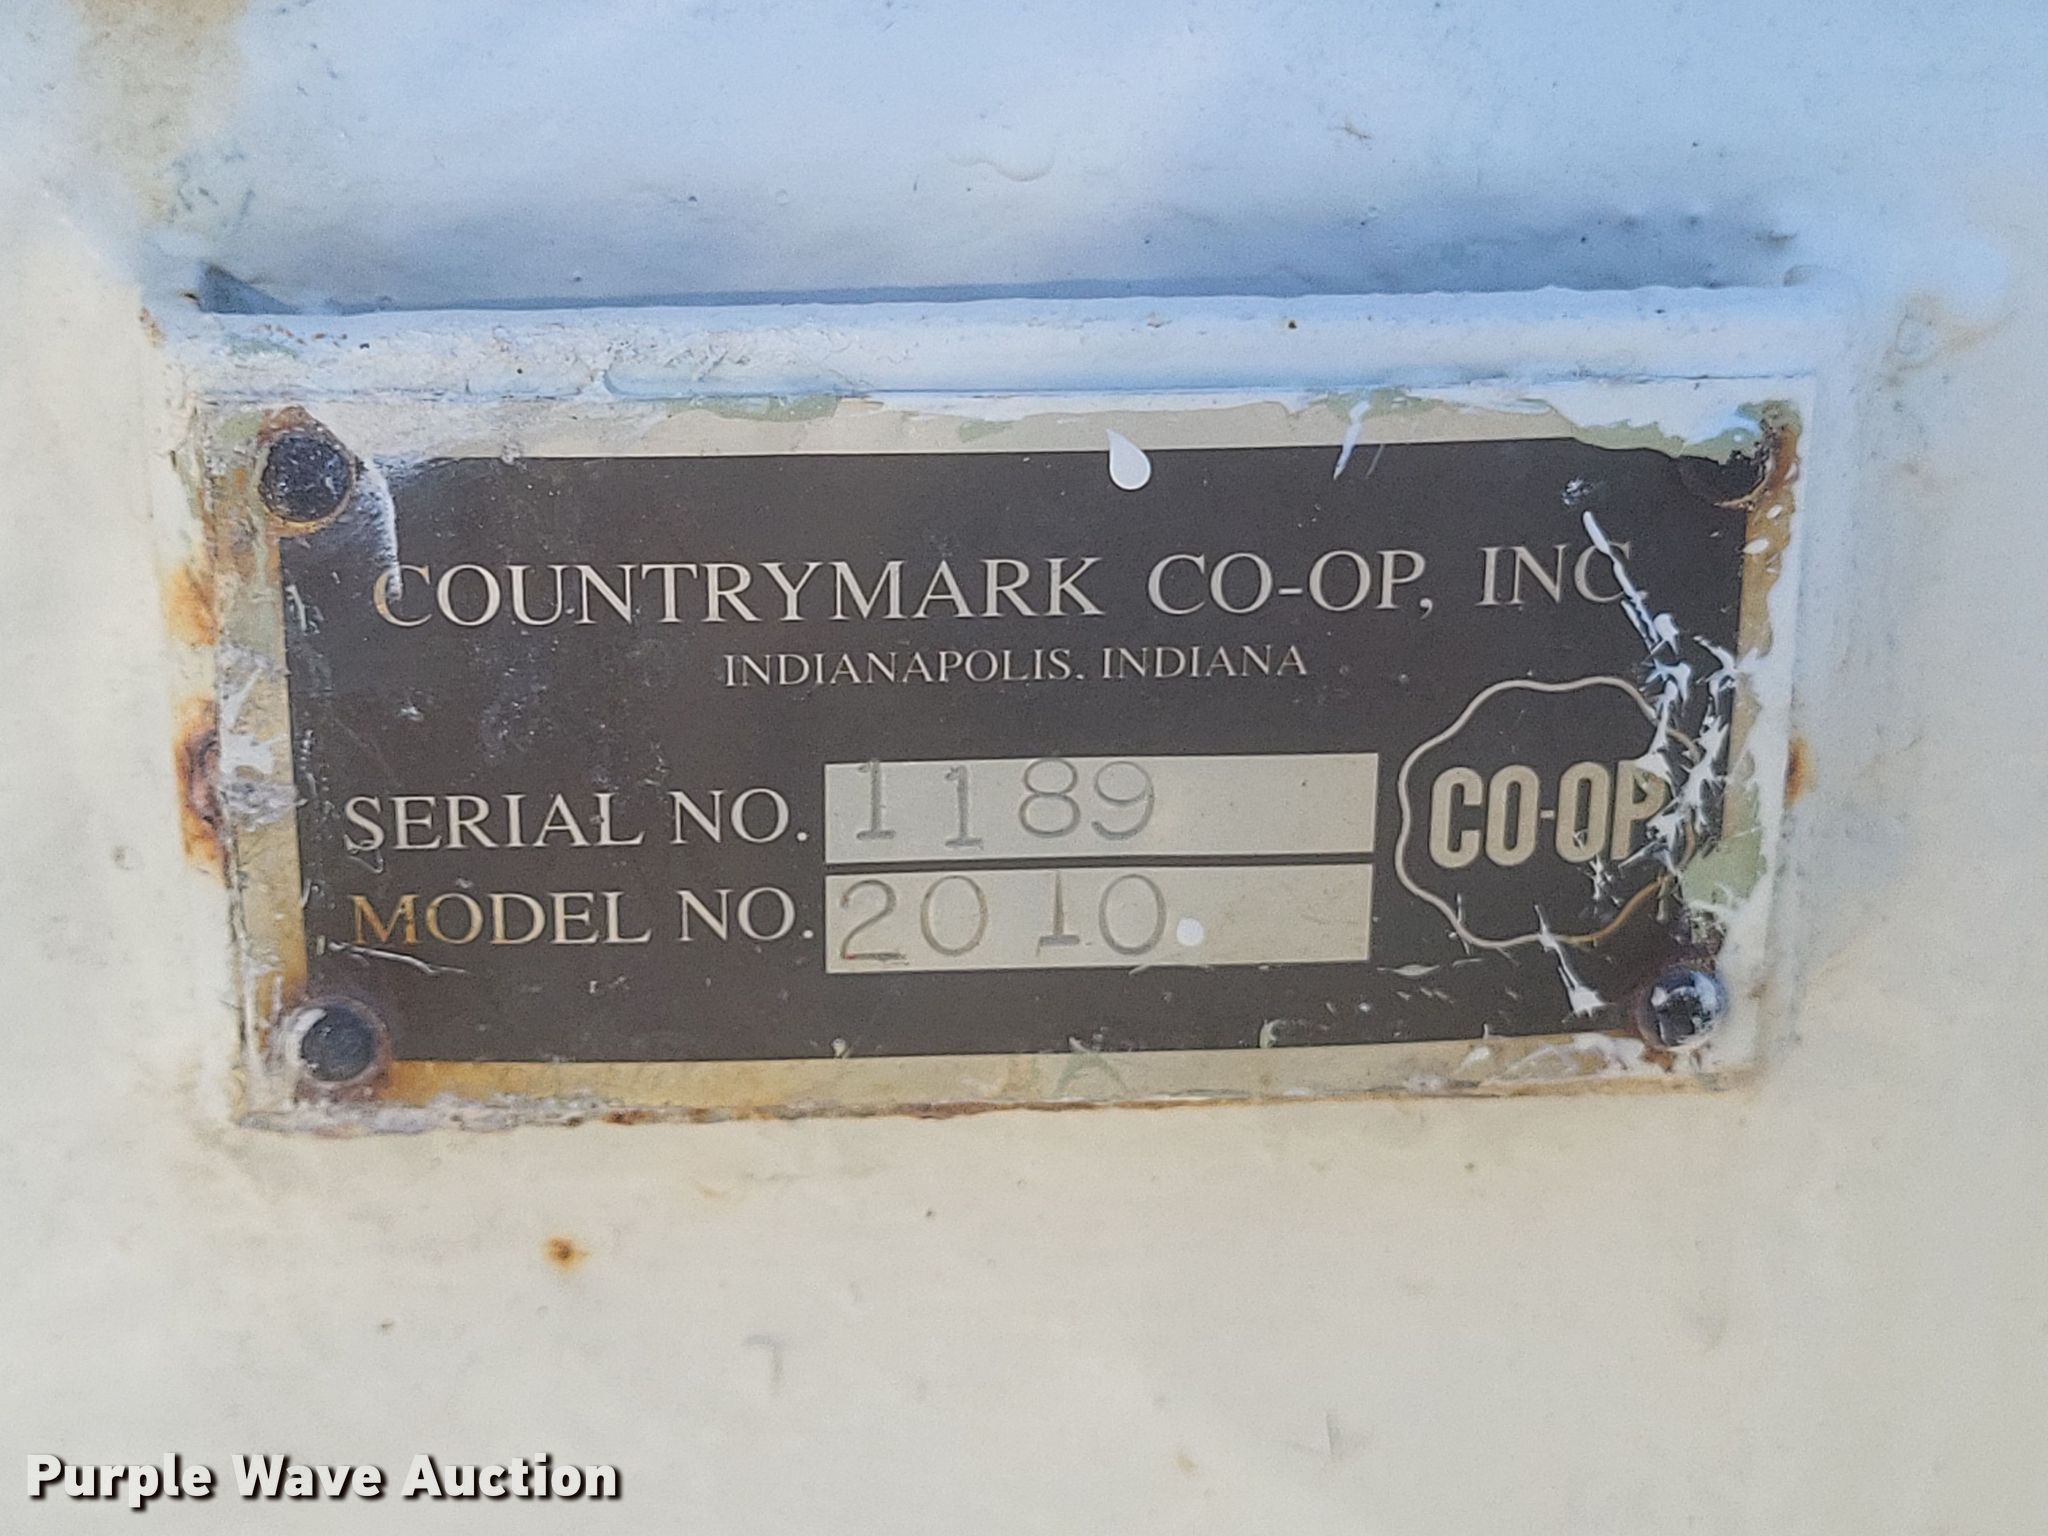 COUNTRYMARK CO-OP, INC.
INDIANAPOLIS, INDIANA
SERIAL NO. 1189
MODEL NO. 2010
CO-OP
Purple Wave Auction